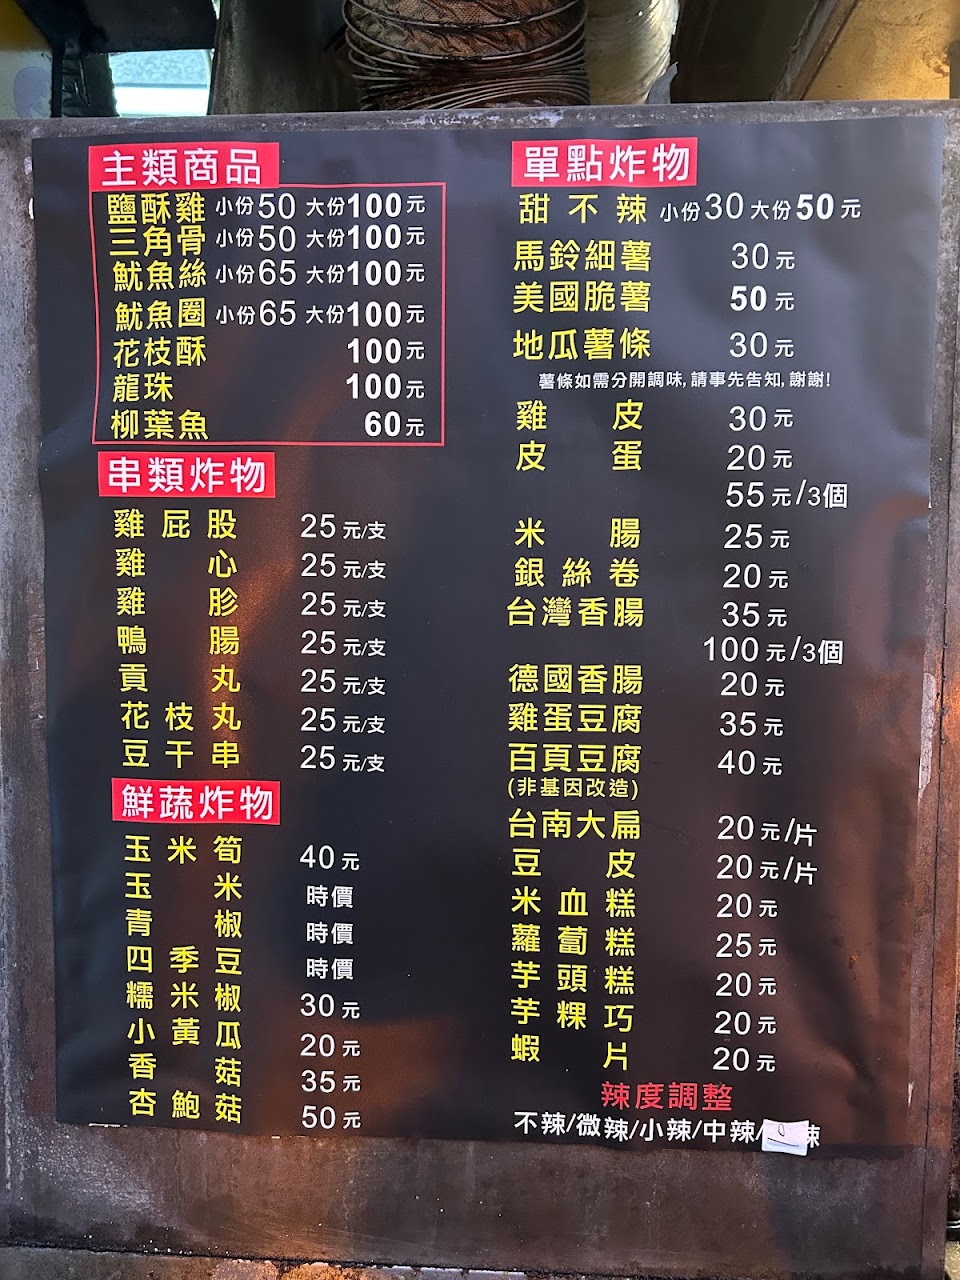 主類商品
鹽酥雞 小份50 大份100元
三角骨 小份50 大份100元
魷魚絲 小份65 大份100元
魷魚圈 小份65 大份100元
花枝酥 100元
龍珠 100元
柳葉魚 60元
串類炸物
雞屁股 25元/支
雞心 25元/支
雞胗 25元/支
鴨腸 25元/支
貢丸 25元/支
花枝丸 25元/支
豆干串 25元/支
鮮蔬炸物
玉米筍 40元
玉米 時價
青椒 時價
四季豆 時價
糯米椒 30元
小黃瓜 20元
香菇 35元
杏鮑菇 50元
單點炸物
甜不辣 小份30大份50元
馬鈴細薯 30元
美國脆薯 50元
地瓜薯條 30元
薯條如需分開調味,請事先告知,謝謝!
雞皮 30元
皮蛋 20元
55元/3個
米腸 25元
銀絲卷 20元
台灣香腸 35元
100元/3個
德國香腸 20元
雞蛋豆腐 35元
百頁豆腐 40元
(非基因改造)
台南大扁 20元/片
豆皮 20元/片
米血糕 20元
蘿蔔糕 25元
芋頭糕 20元
芋粿巧 20元
蝦片 20元
辣度調整
不辣/微辣/小辣/中辣/辣